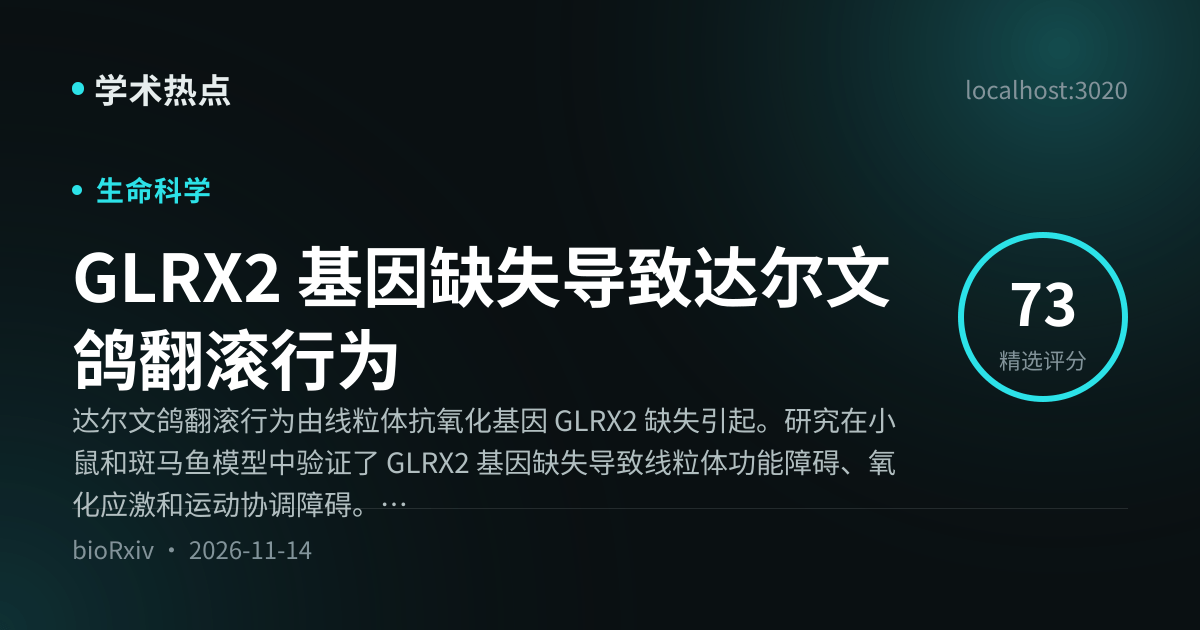 学术热点
localhost:3020
生命科学
GLRX2 基因缺失导致达尔文
鸽翻滚行为
73
精选评分
达尔文鸽翻滚行为由线粒体抗氧化基因 GLRX2 缺失引起。研究在小
鼠和斑马鱼模型中验证了 GLRX2 基因缺失导致线粒体功能障碍、氧
化应激和运动协调障碍。…
bioRxiv • 2026-11-14